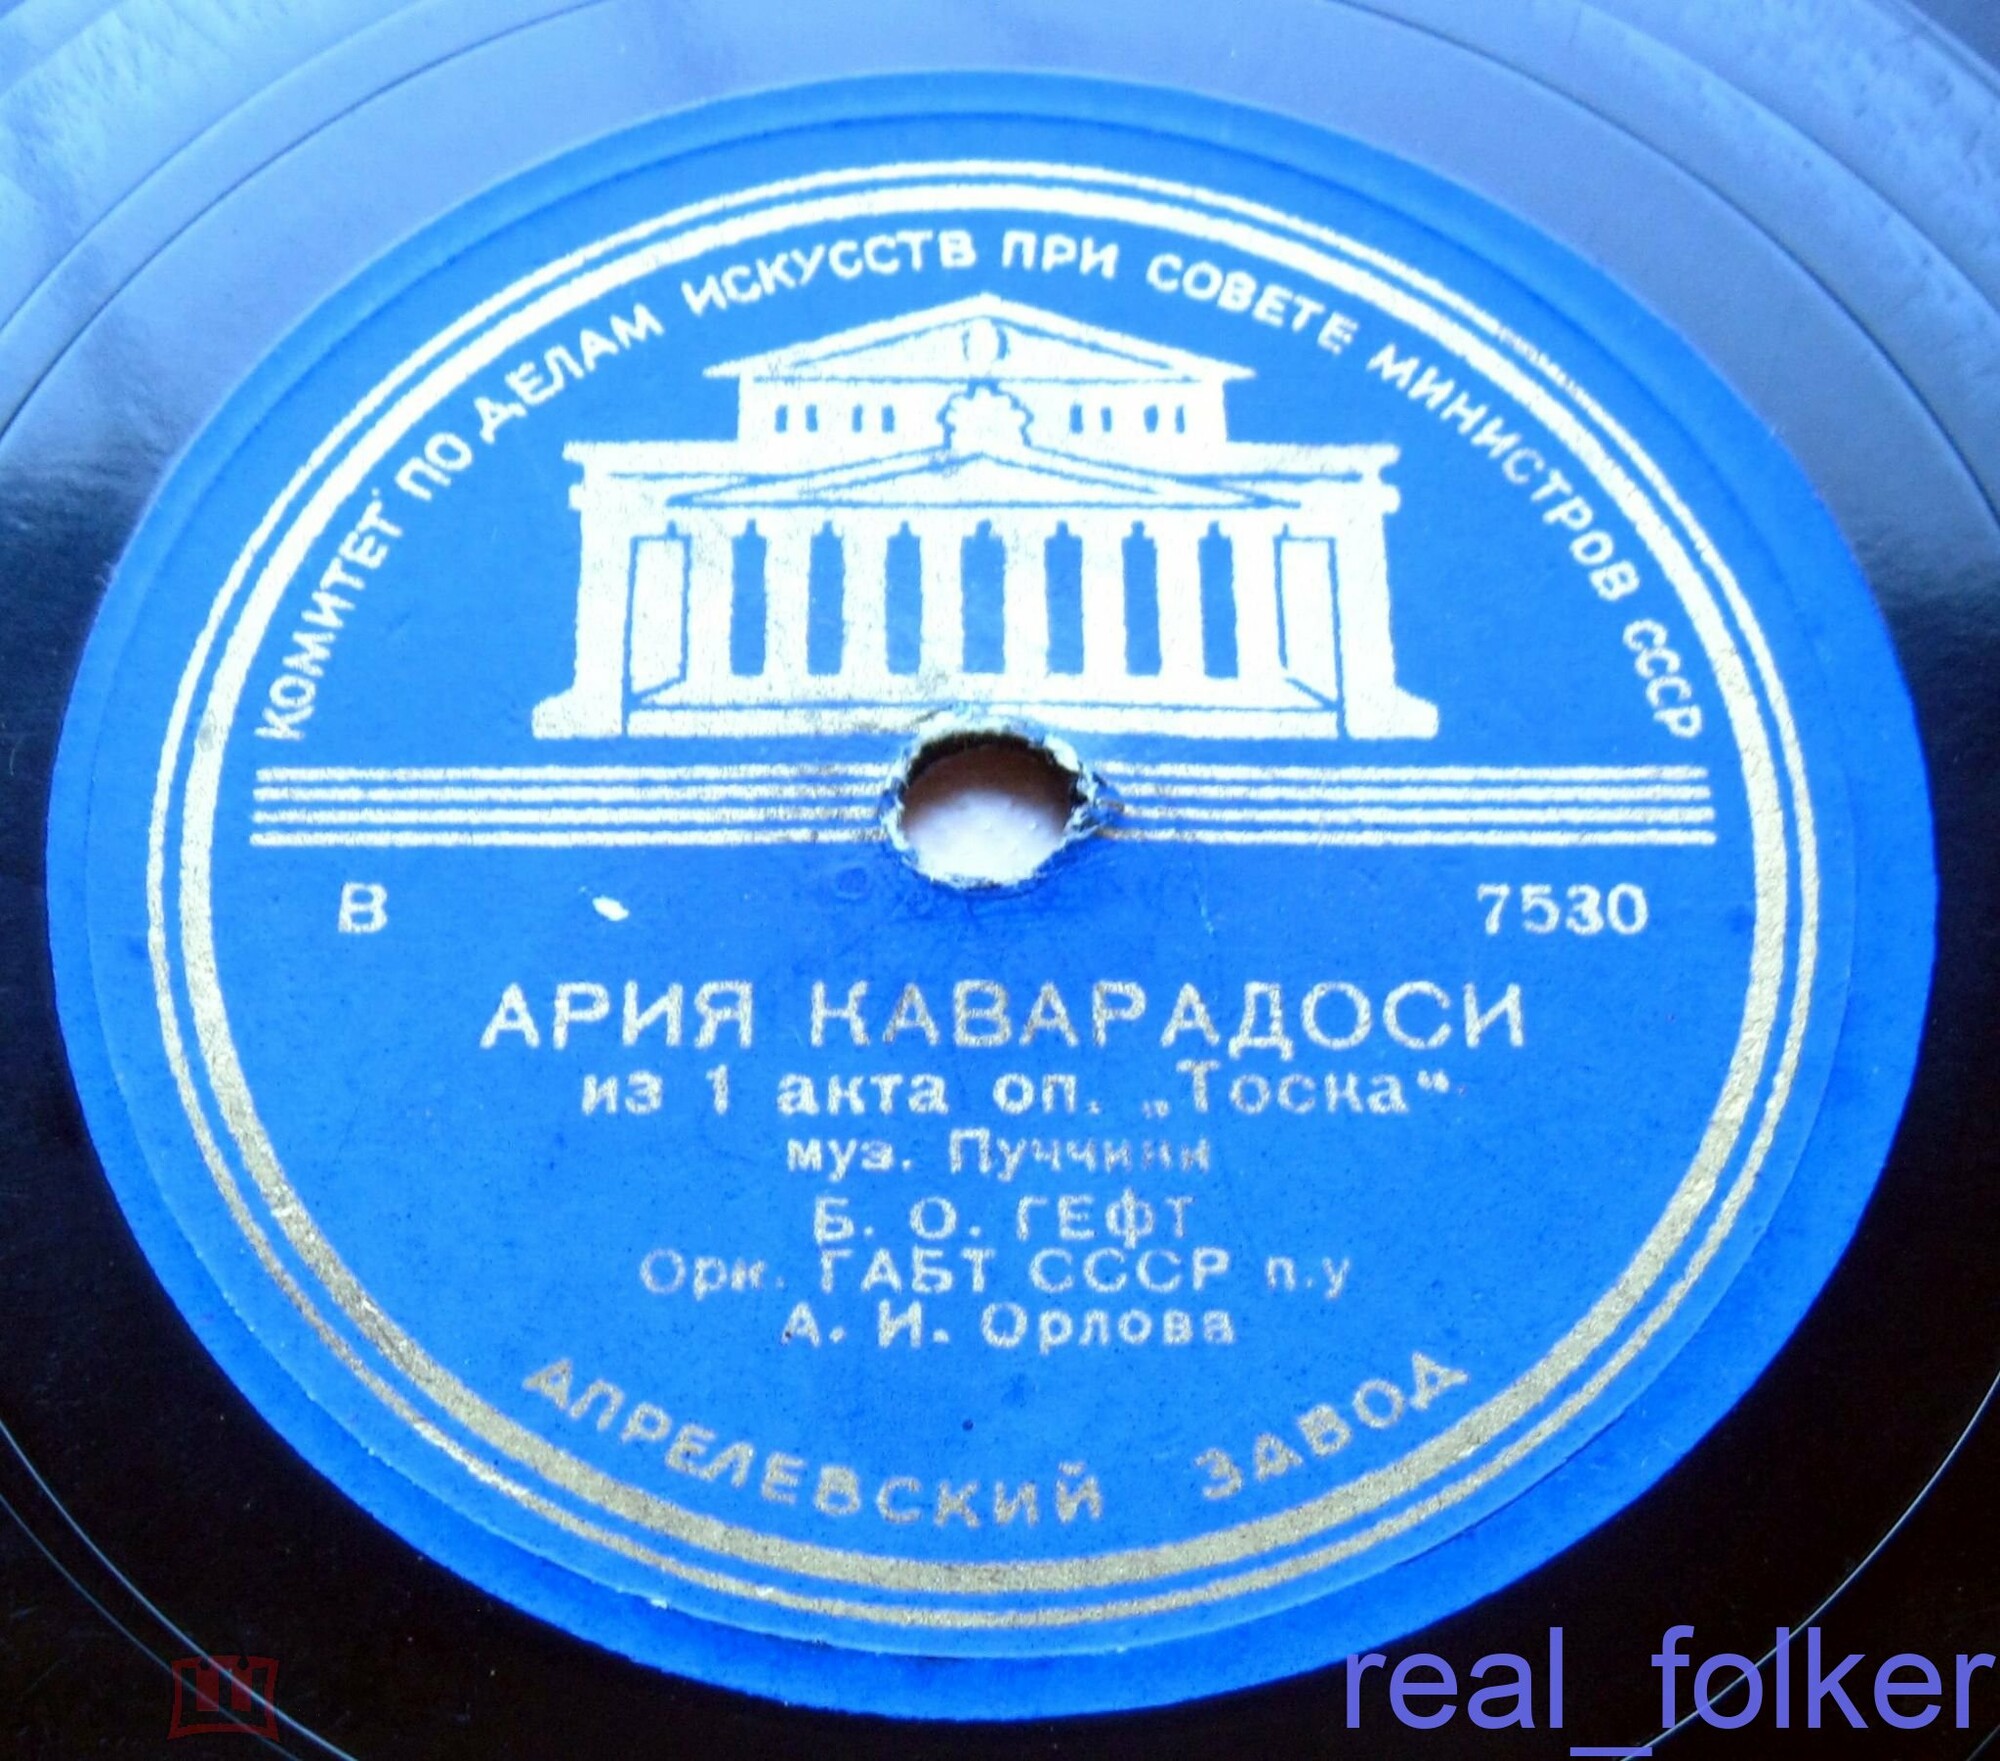 КОМИТЕТ ПО ДЕЛАМ ИСКУССТВ ПРИ СОВЕТЕ МИНИСТРОВ СССР
В 7530
АРИЯ КАВАРАДОСИ
из 1 акта оп. „Тоска“
муз. Пуччини
Б. О. ГЕФТ
Орк. ГАБТ СССР п.у
А. И. Орлова
АПРЕЛЕВСКИЙ ЗАВОД
real_folker